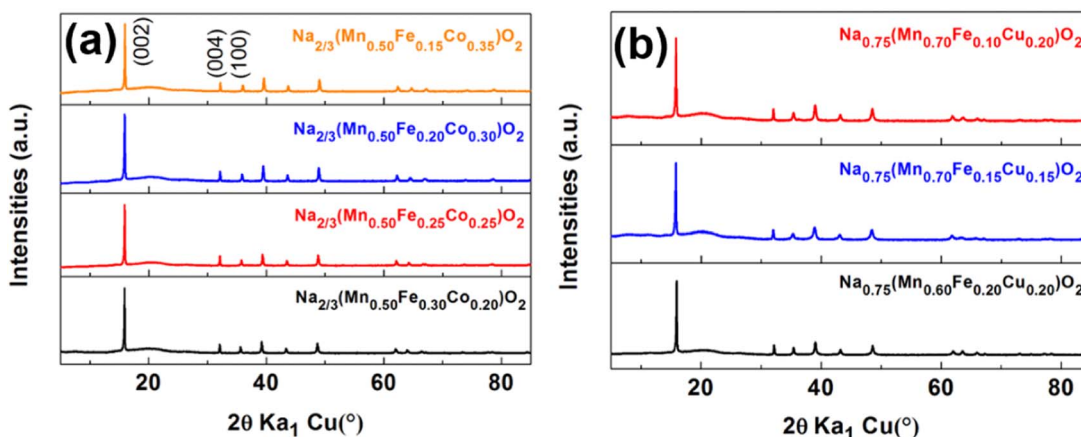 (a)
(002)
(004)
(100)
Na2/3(Mn0.50Fe0.15Co0.35)O2
Na2/3(Mn0.50Fe0.20Co0.30)O2
Na2/3(Mn0.50Fe0.25Co0.25)O2
Na2/3(Mn0.50Fe0.30Co0.20)O2
Intensities (a.u.)
20 40 60 80
2θ Ka1 Cu(°)
(b)
Na0.75(Mn0.70Fe0.10Cu0.20)O2
Na0.75(Mn0.70Fe0.15Cu0.15)O2
Na0.75(Mn0.60Fe0.20Cu0.20)O2
Intensities (a.u.)
20 40 60 80
2θ Ka1 Cu(°)